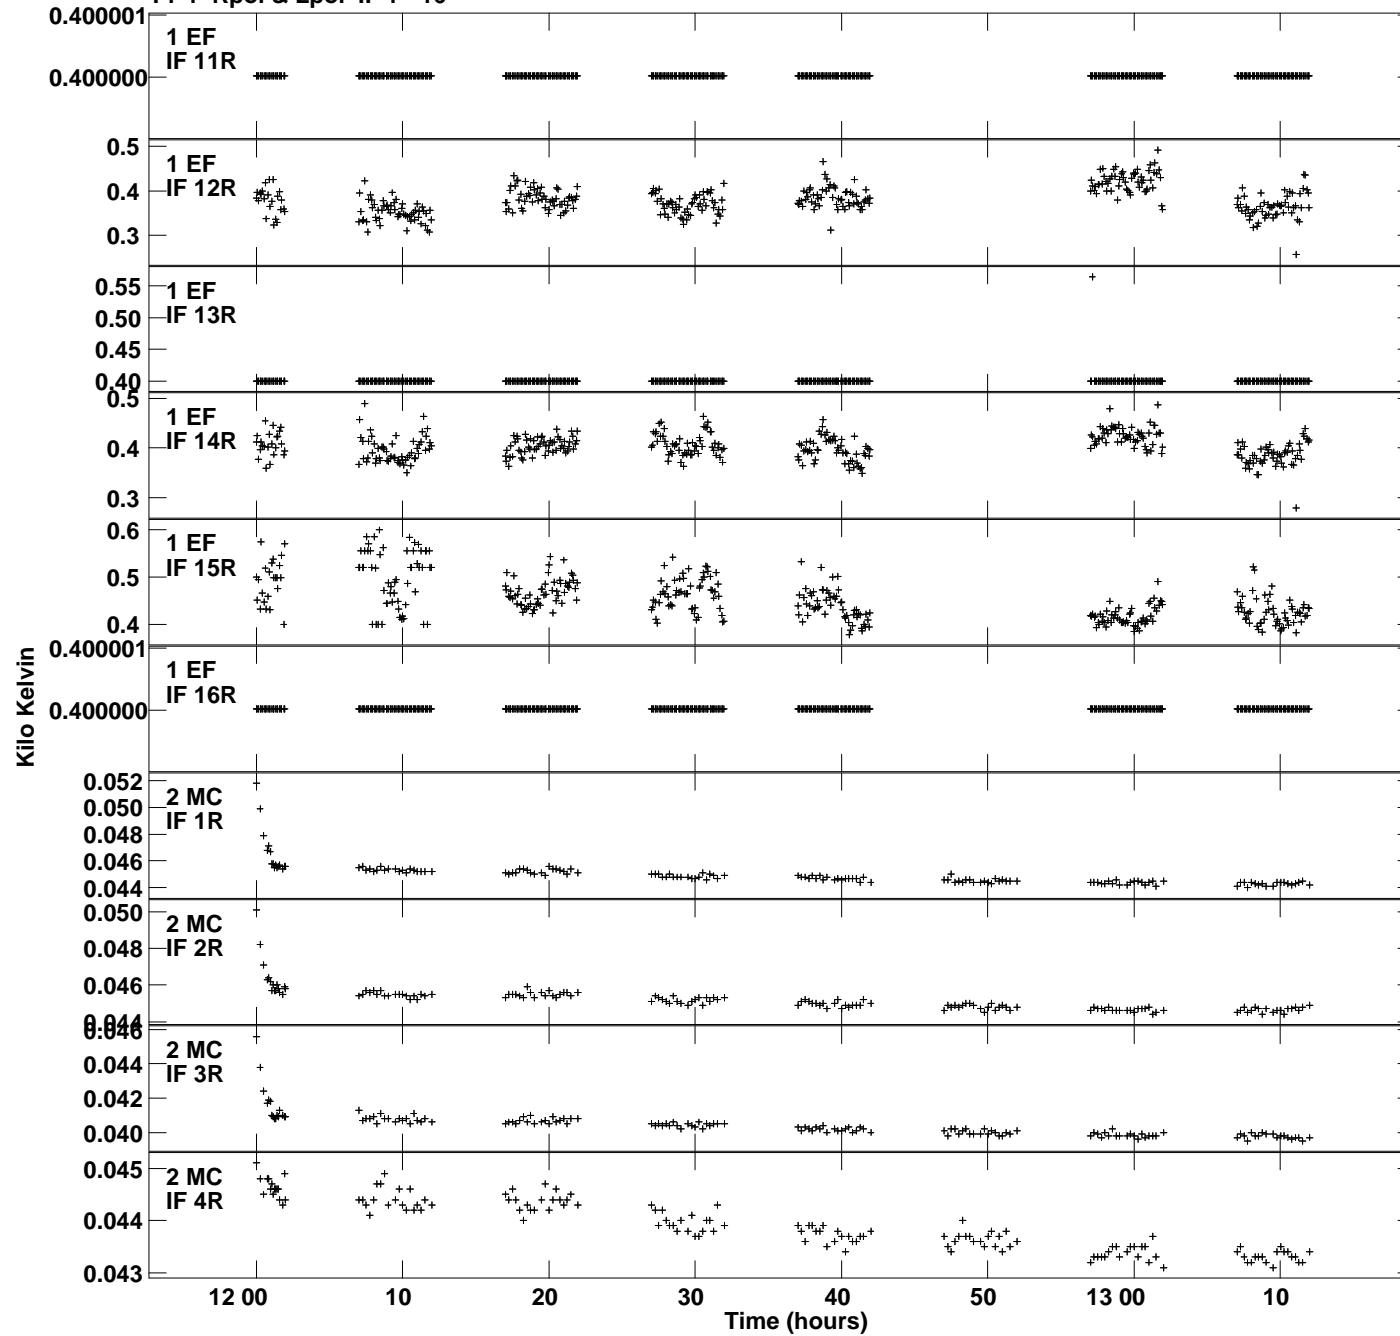 0.400001
1 EF
IF 11R
0.400000
0.5
1 EF
IF 12R
0.4
0.3
0.55
1 EF
IF 13R
0.50
0.45
0.40
0.5
1 EF
IF 14R
0.4
0.3
0.6
1 EF
IF 15R
0.5
0.4
0.400001
1 EF
IF 16R
0.400000
Kilo Kelvin
0.052
2 MC
IF 1R
0.050
0.048
0.046
0.044
0.050
2 MC
IF 2R
0.048
0.046
0.044
0.046
2 MC
IF 3R
0.044
0.042
0.040
0.045
2 MC
IF 4R
0.044
0.043
12 00 10 20 30 40 50 13 00 10
Time (hours)